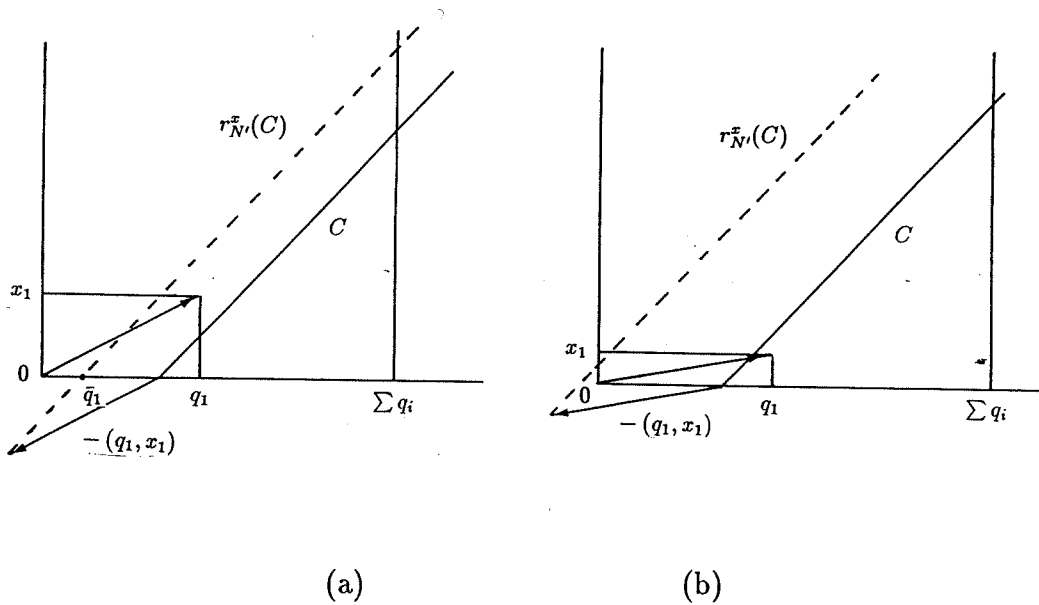 $r^x_{N'}(C)$
$C$
$x_1$
$0$
$\bar{q}_1$
$q_1$
$\sum q_i$
$-(q_1, x_1)$
(a)
$r^x_{N'}(C)$
$C$
$x_1$
$0$
$q_1$
$\sum q_i$
$-(q_1, x_1)$
(b)